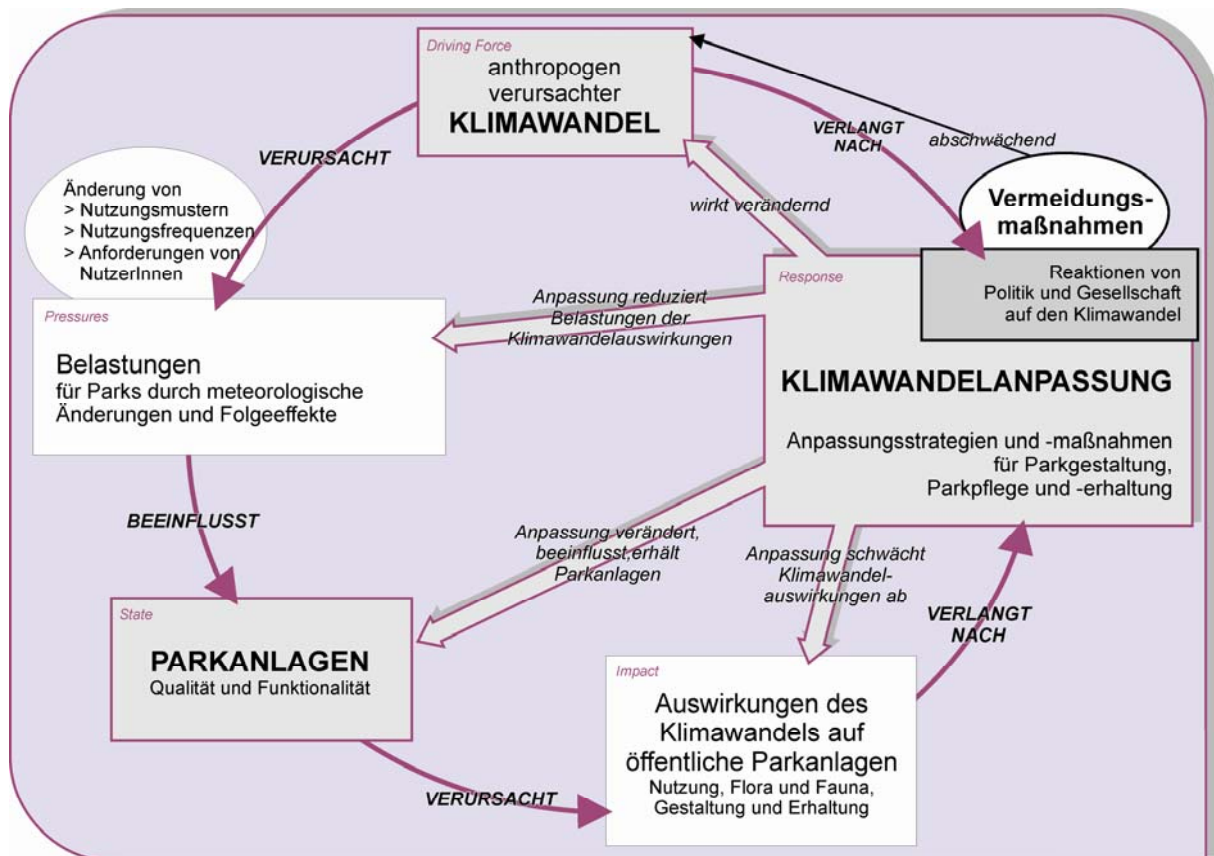 Driving Force
anthropogen
verursachter
KLIMAWANDEL
VERURSACHT
VERLANGT
NACH
abschwächend
wirkt verändernd
Vermeidungs-
maßnahmen
Änderung von
> Nutzungsmustern
> Nutzungsfrequenzen
> Anforderungen von
NutzerInnen
Response
Reaktionen von
Politik und Gesellschaft
auf den Klimawandel
Pressures
Belastungen
für Parks durch meteorologische
Änderungen und Folgeeffekte
Anpassung reduziert
Belastungen der
Klimawandelauswirkungen
KLIMAWANDELANPASSUNG
Anpassungsstrategien und -maßnahmen
für Parkgestaltung,
Parkpflege und -erhaltung
BEEINFLUSST
Anpassung verändert,
beeinflusst,erhält
Parkanlagen
Anpassung schwächt
Klimawandel-
auswirkungen ab
VERLANGT
NACH
State
PARKANLAGEN
Qualität und Funktionalität
Impact
Auswirkungen des
Klimawandels auf
öffentliche Parkanlagen
Nutzung, Flora und Fauna,
Gestaltung und Erhaltung
VERURSACHT